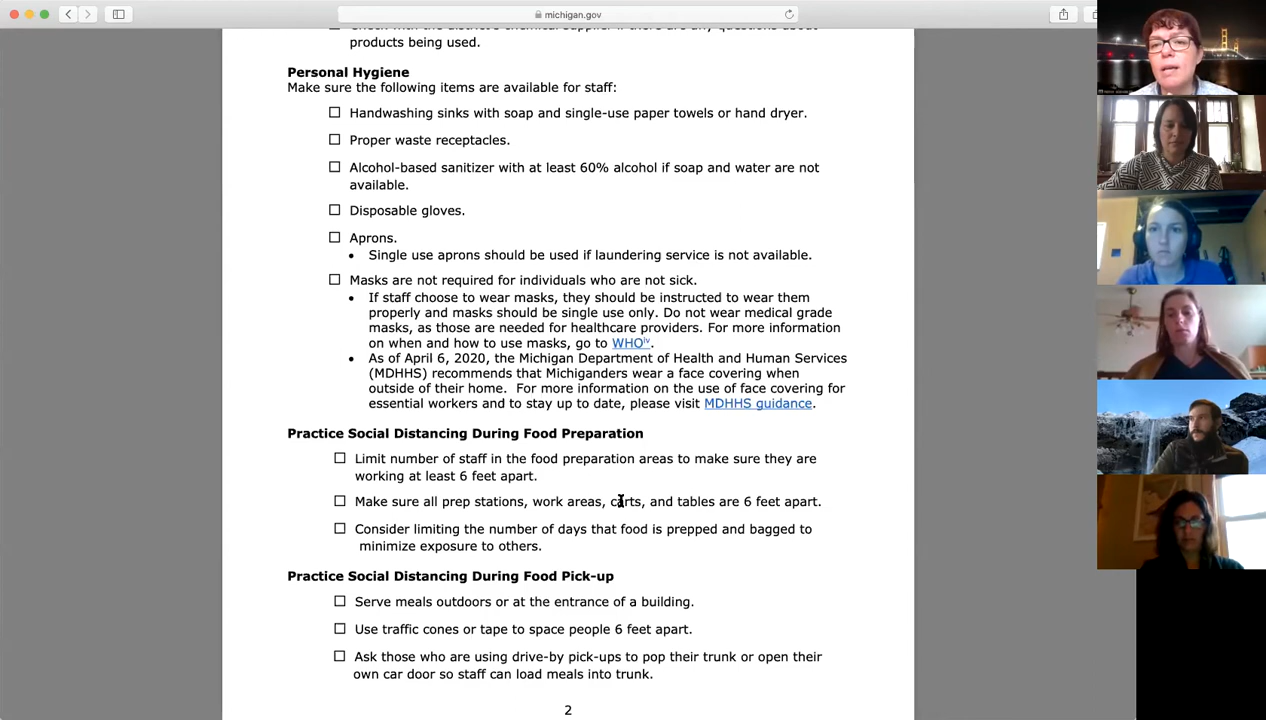 michigan.gov
products being used.
Personal Hygiene
Make sure the following items are available for staff:
Handwashing sinks with soap and single-use paper towels or hand dryer.
Proper waste receptacles.
Alcohol-based sanitizer with at least 60% alcohol if soap and water are not
available.
Disposable gloves.
Aprons.
• Single use aprons should be used if laundering service is not available.
Masks are not required for individuals who are not sick.
• If staff choose to wear masks, they should be instructed to wear them
properly and masks should be single use only. Do not wear medical grade
masks, as those are needed for healthcare providers. For more information
on when and how to use masks, go to WHOiv.
• As of April 6, 2020, the Michigan Department of Health and Human Services
(MDHHS) recommends that Michiganders wear a face covering when
outside of their home. For more information on the use of face covering for
essential workers and to stay up to date, please visit MDHHS guidance.
Practice Social Distancing During Food Preparation
Limit number of staff in the food preparation areas to make sure they are
working at least 6 feet apart.
Make sure all prep stations, work areas, carts, and tables are 6 feet apart.
Consider limiting the number of days that food is prepped and bagged to
minimize exposure to others.
Practice Social Distancing During Food Pick-up
Serve meals outdoors or at the entrance of a building.
Use traffic cones or tape to space people 6 feet apart.
Ask those who are using drive-by pick-ups to pop their trunk or open their
own car door so staff can load meals into trunk.
2